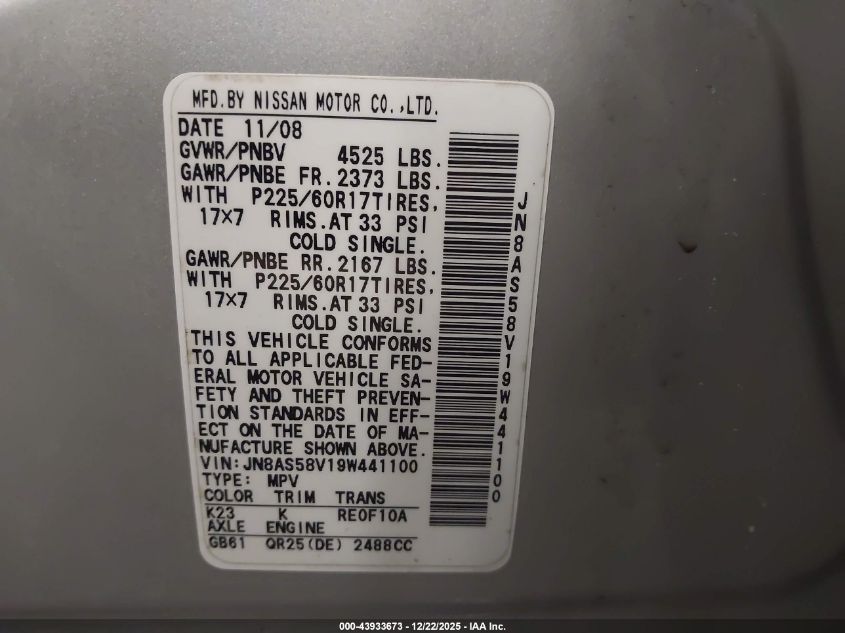 MFD.BY NISSAN MOTOR CO.,LTD.
DATE 11/08
GVWR/PNBV 4525 LBS.
GAWR/PNBE FR.2373 LBS.
WITH P225/60R17TIRES,
17X7 RIMS.AT 33 PSI
COLD SINGLE.
GAWR/PNBE RR.2167 LBS.
WITH P225/60R17TIRES,
17X7 RIMS.AT 33 PSI
COLD SINGLE.
THIS VEHICLE CONFORMS
TO ALL APPLICABLE FED-
ERAL MOTOR VEHICLE SA-
FETY AND THEFT PREVEN-
TION STANDARDS IN EFF-
ECT ON THE DATE OF MA-
NUFACTURE SHOWN ABOVE.
VIN:JN8AS58V19W441100
TYPE: MPV
COLOR TRIM TRANS
K23 K RE0F10A
AXLE ENGINE
GB61 QR25(DE) 2488CC
JN8AS58V19W441100
000-43933673 - 12/22/2025 - IAA Inc.